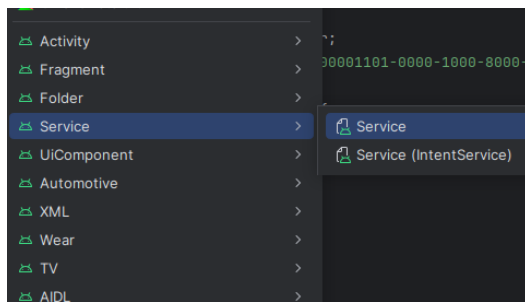 Activity
;
00001101-0000-1000-8000-
Fragment
Folder
Service
Service
UiComponent
Service (IntentService)
Automotive
XML
Wear
TV
AIDL